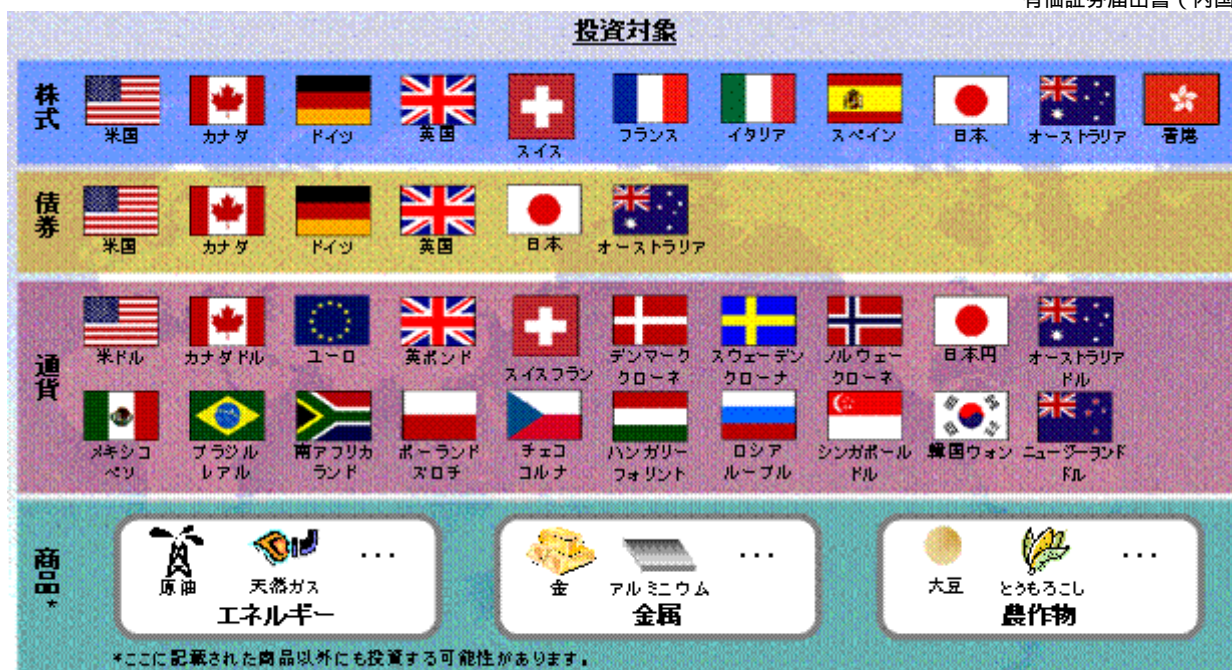 有価証券届出書（内国
投資対象
株式
米国 カナダ ドイツ 英国 スイス フランス イタリア スペイン 日本 オーストラリア 香港
債券
米国 カナダ ドイツ 英国 日本 オーストラリア
通貨
米ドル カナダドル ユーロ 英ポンド スイスフラン デンマーク スウェーデン ノルウェー 日本円 オーストラリア
クローネ クローナ クローネ ドル
メキシコ ブラジル 南アフリカ ポーランド チェコ ハンガリー ロシア シンガポール 韓国ウォン ニュージーランド
ペソ レアル ランド ズロチ コルナ フォリント ルーブル ドル ドル
商品*
原油 天然ガス ...
エネルギー
金 アルミニウム ...
金属
大豆 とうもろこし ...
農作物
*ここに記載された商品以外にも投資する可能性があります。